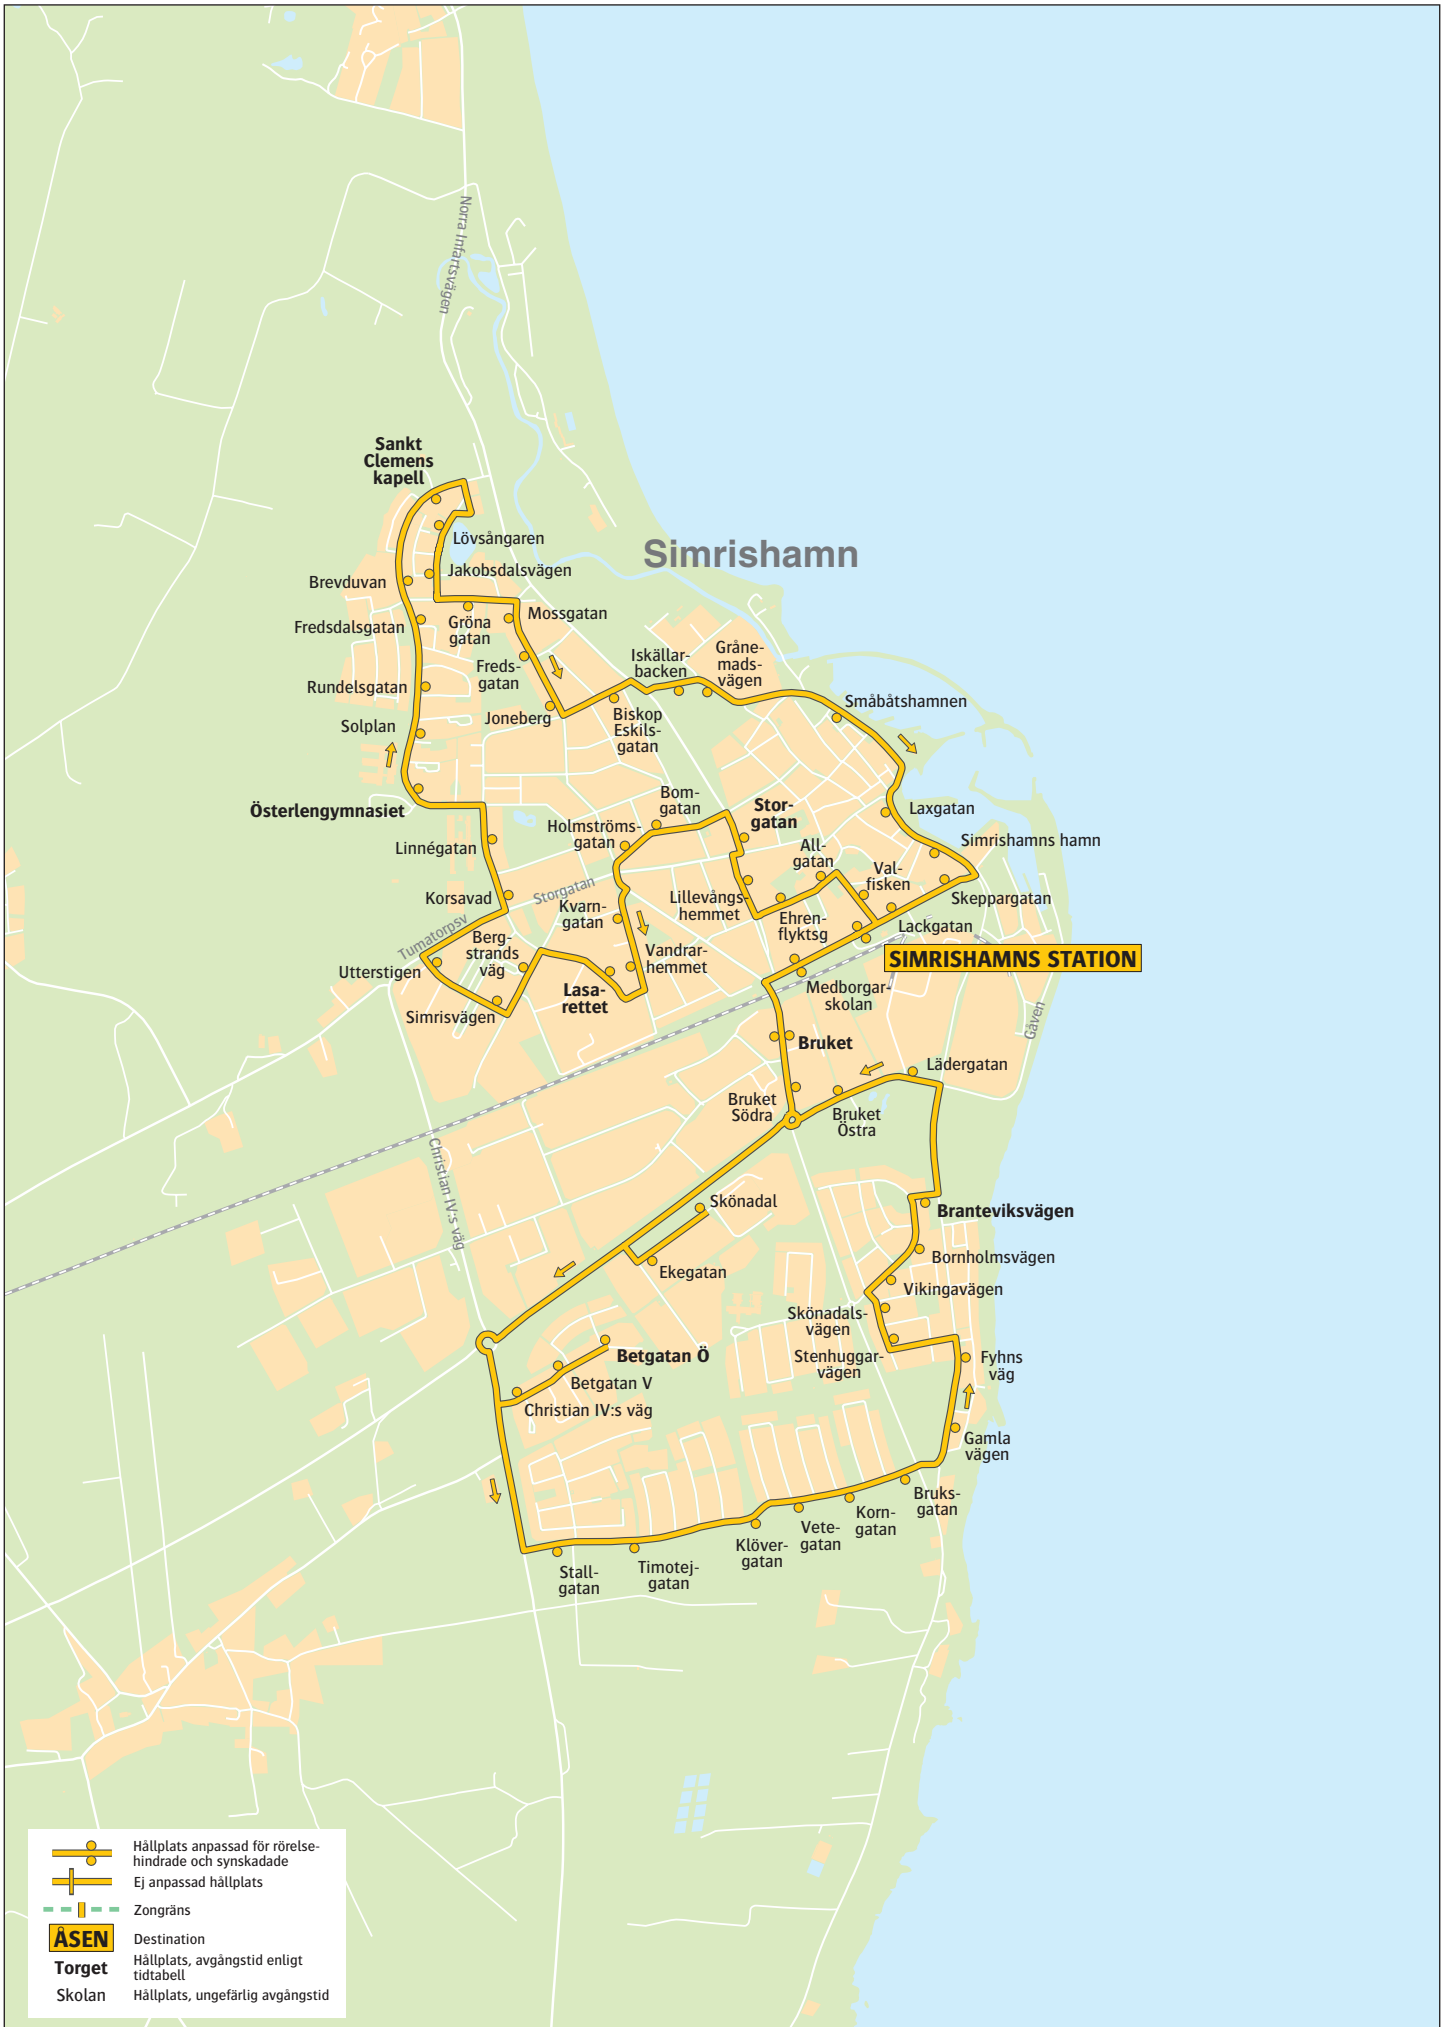 Norra Infartsvägen
Sankt
Clemens
kapell
Lövsångaren
Simrishamn
Jakobsdalsvägen
Brevduvan
Mossgatan
Gröna
gatan
Fredsdalsgatan
Iskällar-
backen
Gråne-
mads-
vägen
Freds-
gatan
Rundelsgatan
Småbåtshamnen
Joneberg
Biskop
Eskils-
gatan
Solplan
Bom-
gatan
Stor-
gatan
Österlengymnasiet
Laxgatan
Holmströms-
gatan
Linnégatan
All-
gatan
Simrishamns hamn
Val-
fisken
Storgatan
Korsavad
Lillevångs-
hemmet
Skeppargatan
Kvarn-
gatan
Ehren-
flyktsg
Lackgatan
Tumatorpsv
Berg-
strands
väg
Vandrar-
hemmet
SIMRISHAMNS STATION
Utterstigen
Medborgar-
skolan
Lasa-
rettet
Simrisvägen
Gåven
Bruket
Lädergatan
Bruket
Södra
Bruket
Östra
Christian IV:s väg
Skönadal
Branteviksvägen
Bornholmsvägen
Ekegatan
Vikingavägen
Skönadals-
vägen
Stenhuggar-
vägen
Fyhns
väg
Betgatan Ö
Betgatan V
Christian IV:s väg
Gamla
vägen
Bruks-
gatan
Korn-
gatan
Vete-
gatan
Klöver-
gatan
Timotej-
gatan
Stall-
gatan
Hållplats anpassad för rörelse-
hindrade och synskadade
Ej anpassad hållplats
Zongräns
ÅSEN Destination
Torget Hållplats, avgångstid enligt
tidtabell
Skolan Hållplats, ungefärlig avgångstid